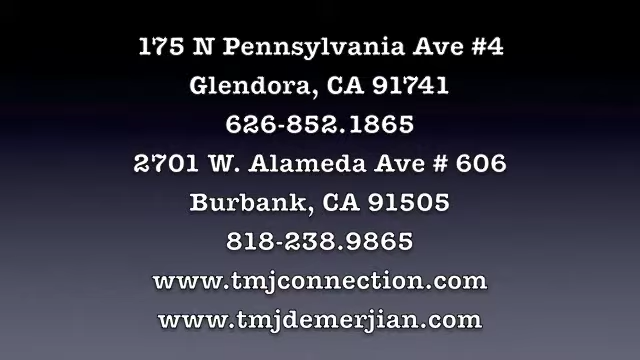 175 N Pennsylvania Ave #4
Glendora, CA 91741
626-852.1865
2701 W. Alameda Ave # 606
Burbank, CA 91505
818-238.9865
www.tmjconnection.com
www.tmjdemerjian.com